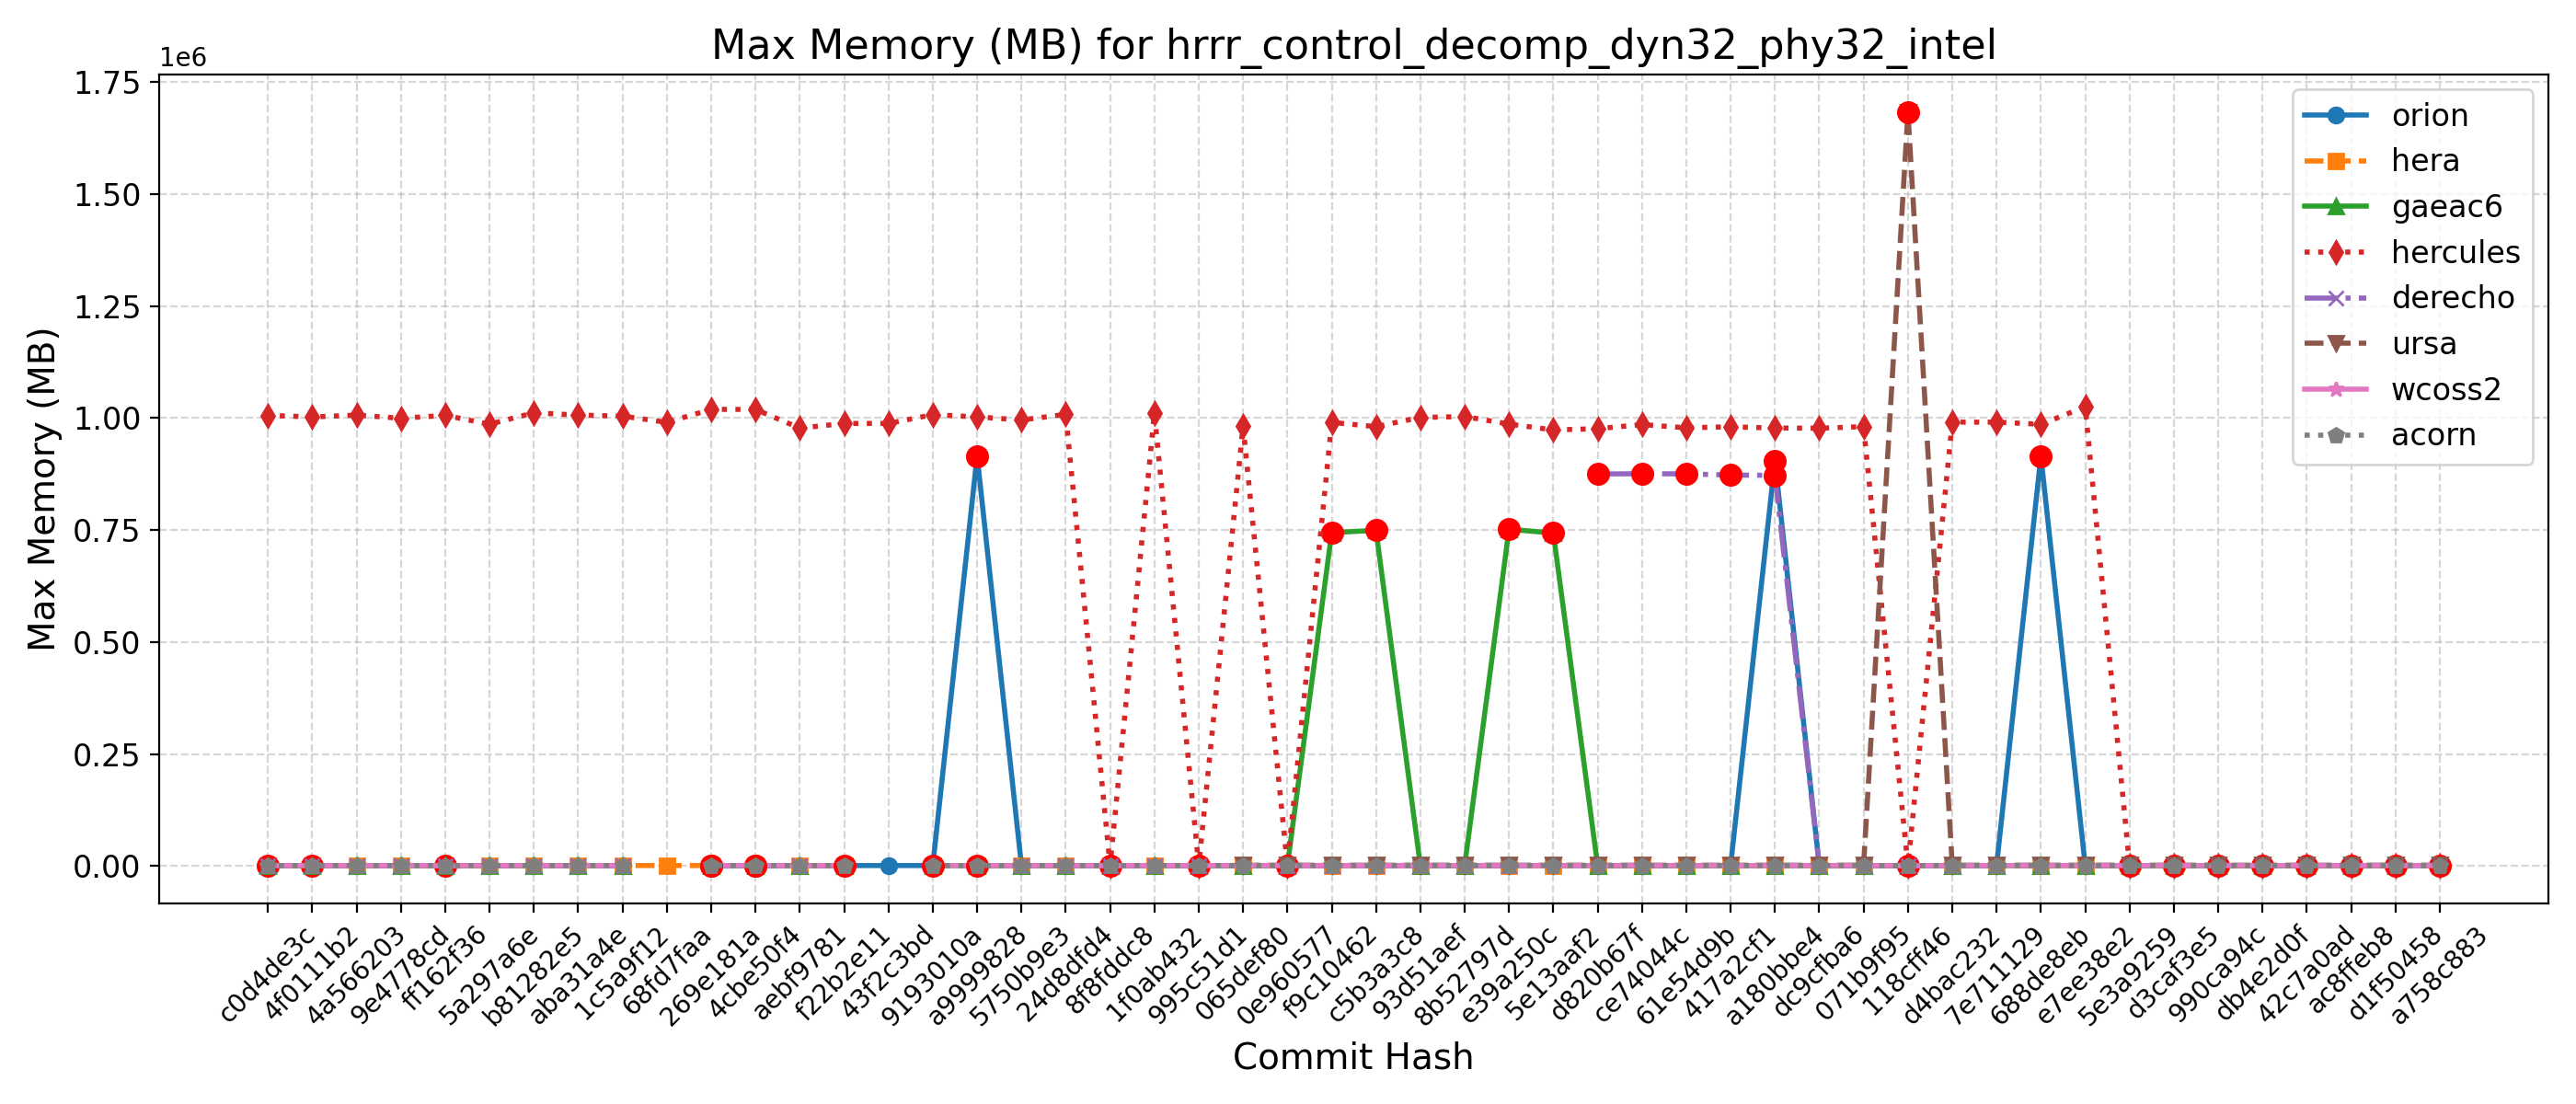 Max Memory (MB) for hrrr_control_decomp_dyn32_phy32_intel
1e6
1.75
1.50
1.25
1.00
0.75
0.50
0.25
0.00
Max Memory (MB)
orion
hera
gaeac6
hercules
derecho
ursa
wcoss2
acorn
c0d4de3c
4f0111b2
4a566203
9e4778cd
ff162f36
5a297a6e
b81282e5
aba31a4e
1c5a9f12
68fd7faa
269e181a
4cbe50f4
aebf9781
f22b2e11
43f2c3bd
9193010a
a9999828
5750b9e3
24d8dfd4
8f8fddc8
1f0ab432
995c51d1
065def80
0e960577
f9c10462
c5b3a3c8
93d51aef
8b52797d
e39a250c
5e13aaf2
d820b67f
ce74044c
61e54d9b
417a2cf1
a180bbe4
dc9cfba6
071b9f95
118cff46
d4bac232
7e711129
688de8eb
e7ee38e2
5e3a9259
d3caf3e5
990ca94c
db4e2d0f
42c7a0ad
ac8ffeb8
d1f50458
a758c883
Commit Hash